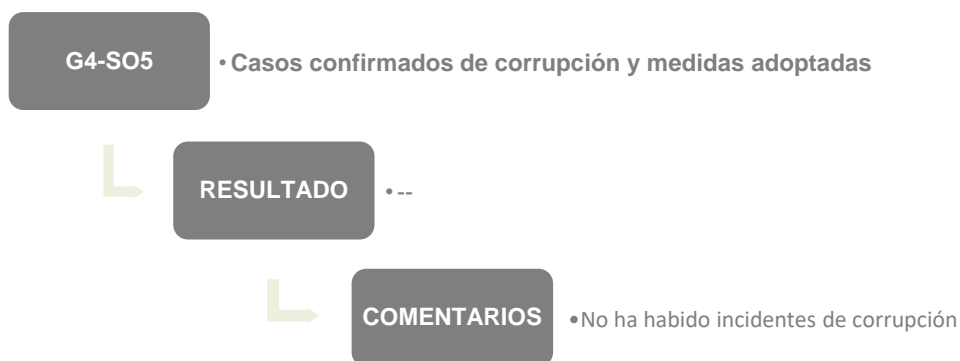 G4-SO5 • Casos confirmados de corrupción y medidas adoptadas
RESULTADO • --
COMENTARIOS • No ha habido incidentes de corrupción